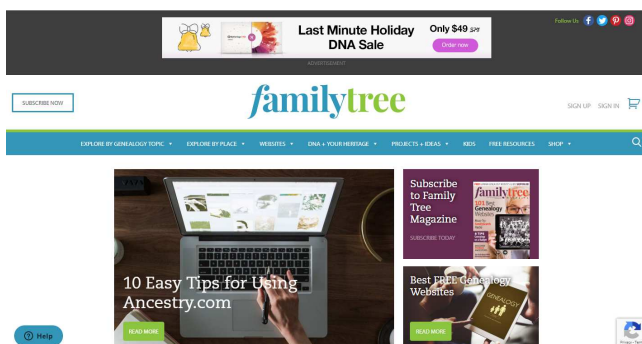 Last Minute Holiday
DNA Sale
Only $49
Order now
ADVERTISEMENT
Follow Us
SUBSCRIBE NOW
familytree
SIGN UP SIGN IN
EXPLORE BY GENEALOGY TOPIC EXPLORE BY PLACE WEBSITES DNA + YOUR HERITAGE PROJECTS + IDEAS KIDS FREE RESOURCES SHOP
10 Easy Tips for Using
Ancestry.com
READ MORE
Subscribe
to Family
Tree
Magazine
SUBSCRIBE TODAY
familytree
101 Best
Genealogy
Websites
Best FREE Genealogy
Websites
GENEALOGY
READ MORE
Help